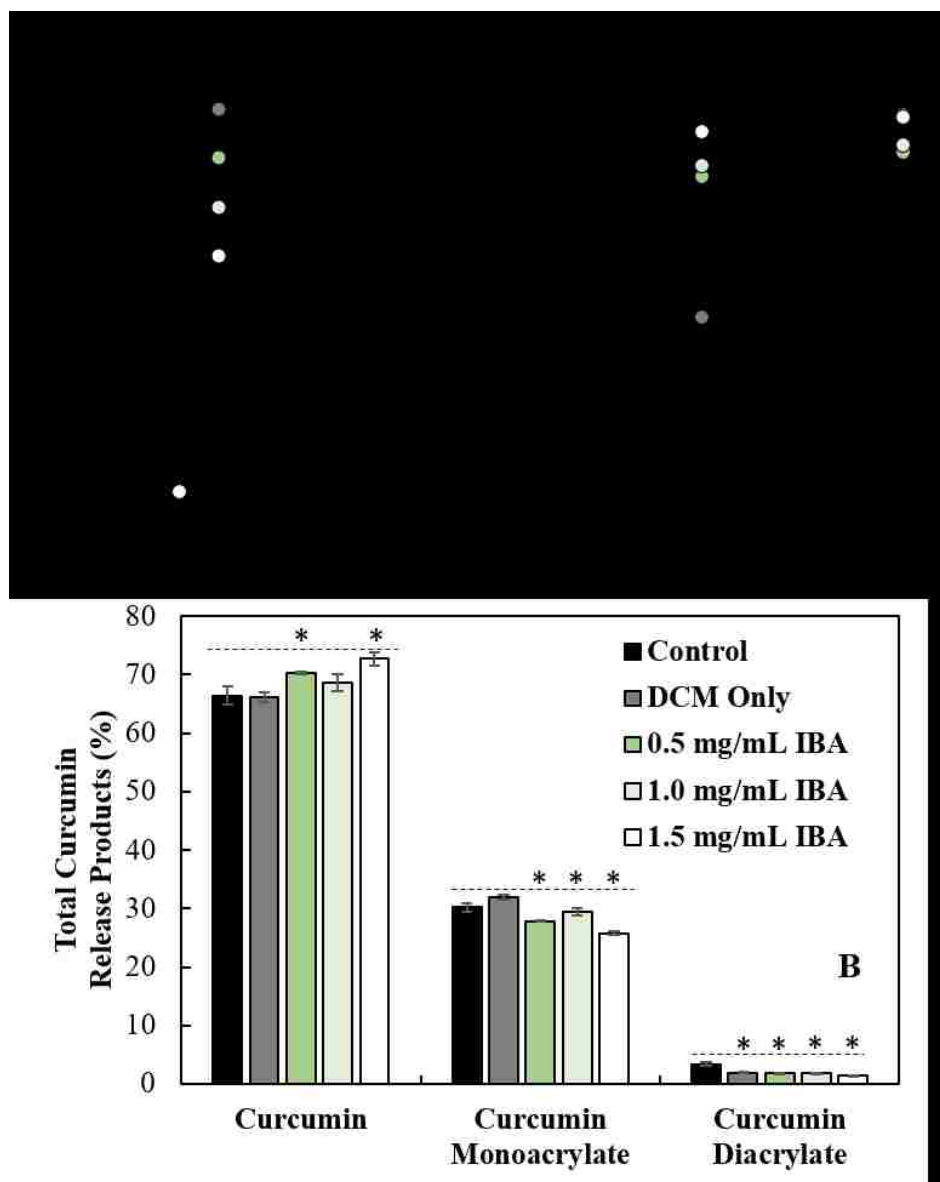 80
70
60
50
40
30
20
10
0
Total Curcumin
Release Products (%)
* *
* * *
* * * *
Control
DCM Only
0.5 mg/mL IBA
1.0 mg/mL IBA
1.5 mg/mL IBA
B
Curcumin
Curcumin
Monoacrylate
Curcumin
Diacrylate